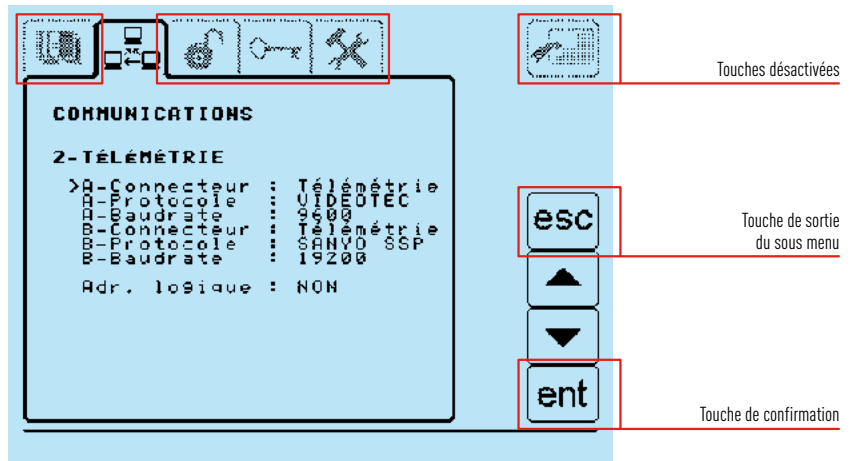 COMMUNICATIONS
2-TÉLÉMÉTRIE
>A-Connecteur : Télémétrie
A-Protocole : VIDEOTEC
A-Baudrate : 9600
B-Connecteur : Télémétrie
B-Protocole : SANYO SSP
B-Baudrate : 19200
Adr. logique : NON
esc
ent
Touches désactivées
Touche de sortie
du sous menu
Touche de confirmation